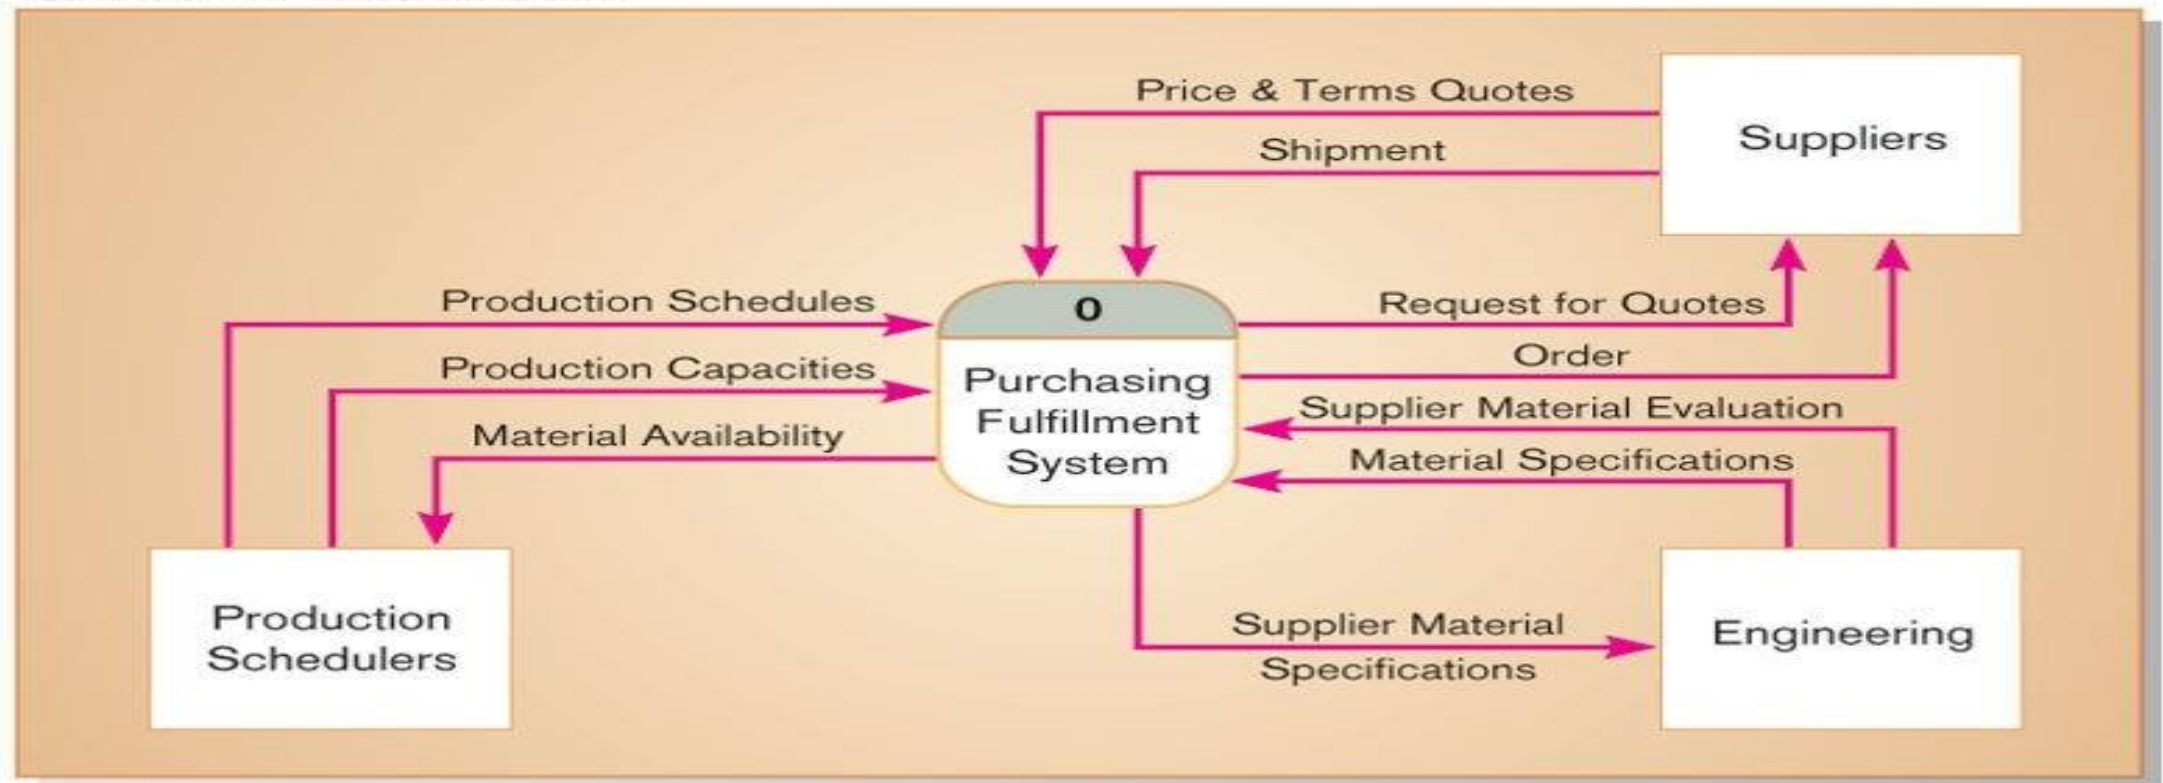 Price & Terms Quotes
Suppliers
Shipment
Production Schedules
0
Request for Quotes
Order
Production Capacities
Purchasing
Fulfillment
System
Supplier Material Evaluation
Material Availability
Material Specifications
Production
Schedulers
Supplier Material
Specifications
Engineering